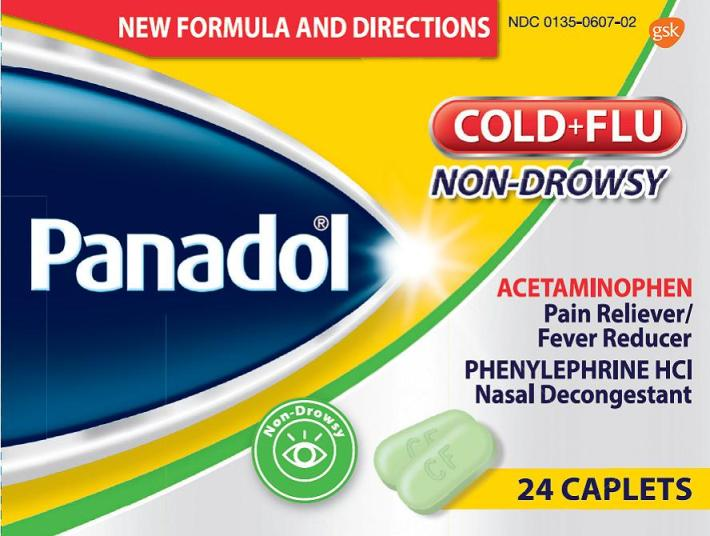 NEW FORMULA AND DIRECTIONS
NDC 0135-0607-02
gsk
COLD+FLU
NON-DROWSY
Panadol®
ACETAMINOPHEN
Pain Reliever/
Fever Reducer
PHENYLEPHRINE HCl
Nasal Decongestant
Non-Drowsy
CF
CF
24 CAPLETS